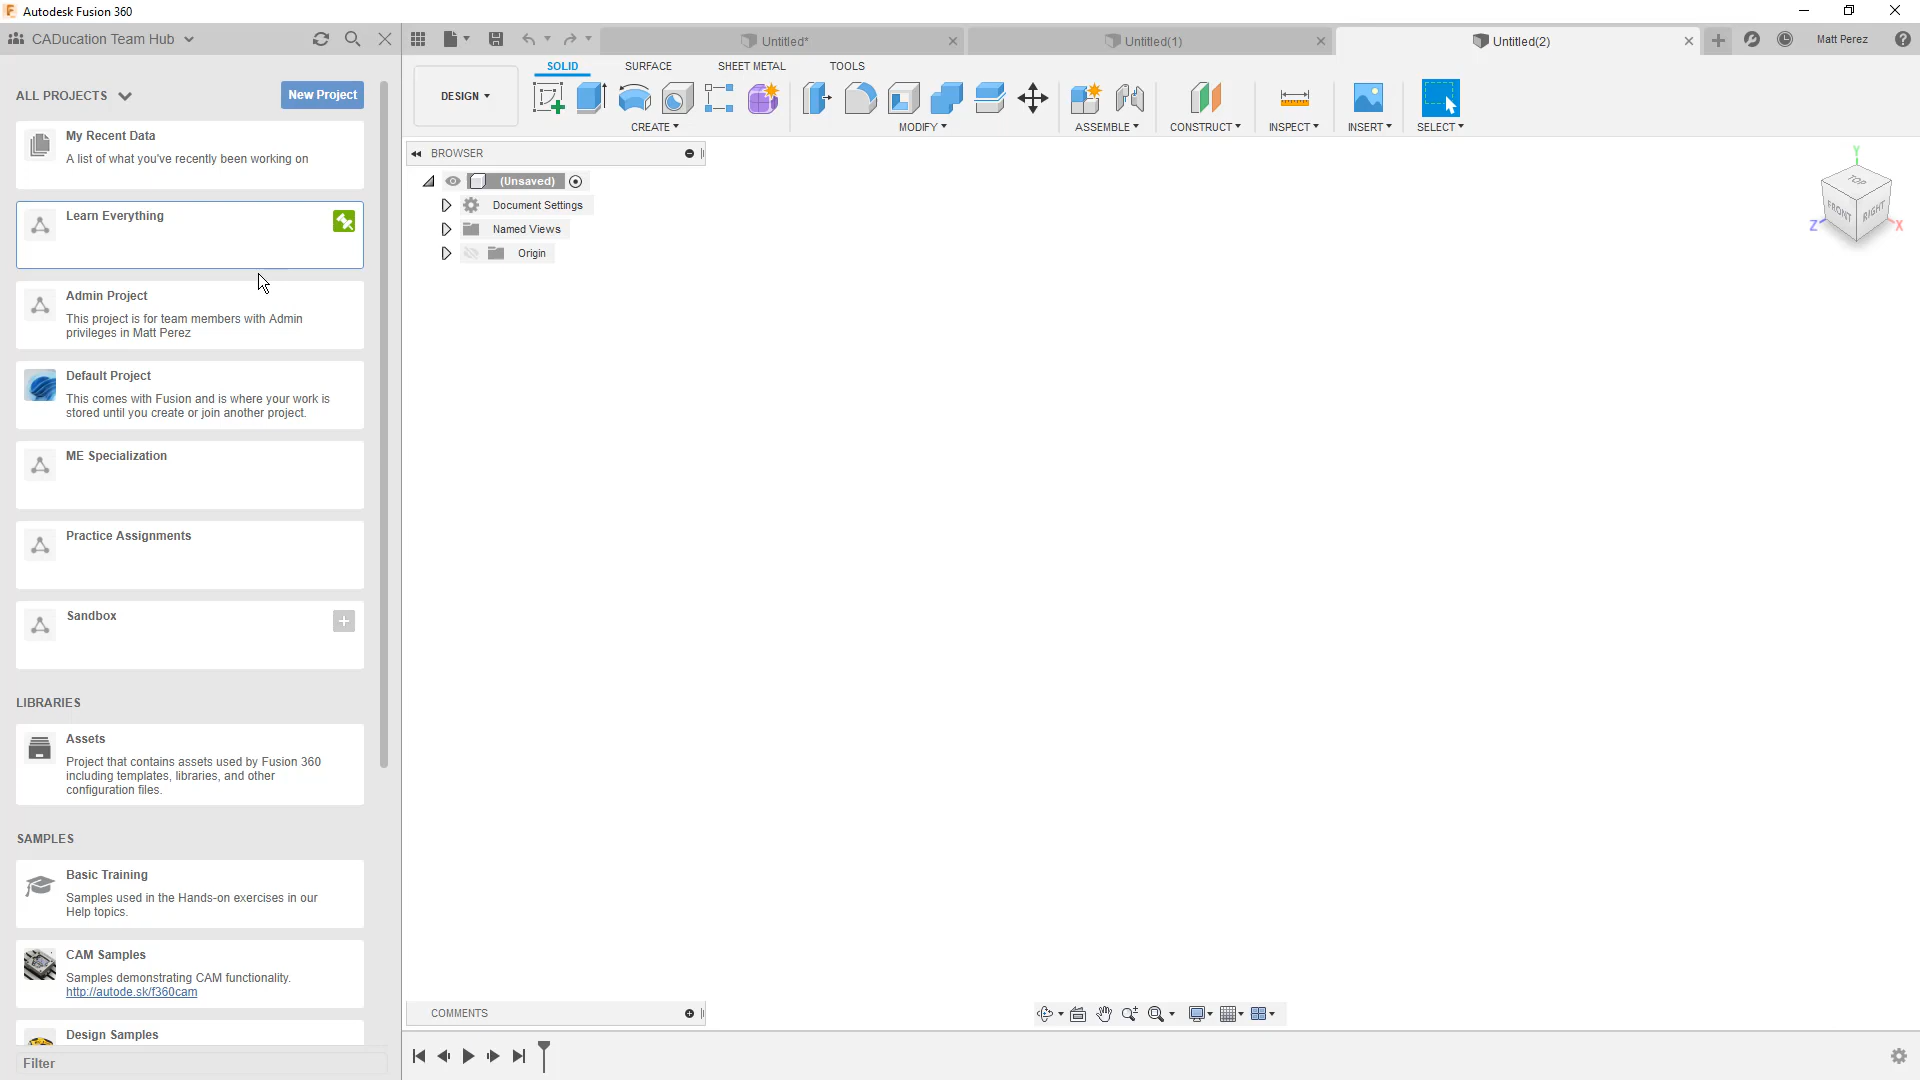 Autodesk Fusion 360
CADucation Team Hub
Untitled*
Untitled(1)
Untitled(2)
Matt Perez
SOLID
SURFACE
SHEET METAL
TOOLS
DESIGN
CREATE
MODIFY
ASSEMBLE
CONSTRUCT
INSPECT
INSERT
SELECT
ALL PROJECTS
New Project
My Recent Data
A list of what you've recently been working on
Learn Everything
Admin Project
This project is for team members with Admin
privileges in Matt Perez
Default Project
This comes with Fusion and is where your work is
stored until you create or join another project.
ME Specialization
Practice Assignments
Sandbox
LIBRARIES
Assets
Project that contains assets used by Fusion 360
including templates, libraries, and other
configuration files.
SAMPLES
Basic Training
Samples used in the Hands-on exercises in our
Help topics.
CAM Samples
Samples demonstrating CAM functionality.
http://autode.sk/f360cam
Design Samples
Filter
BROWSER
(Unsaved)
Document Settings
Named Views
Origin
Y
TOP
FRONT
RIGHT
Z
X
COMMENTS